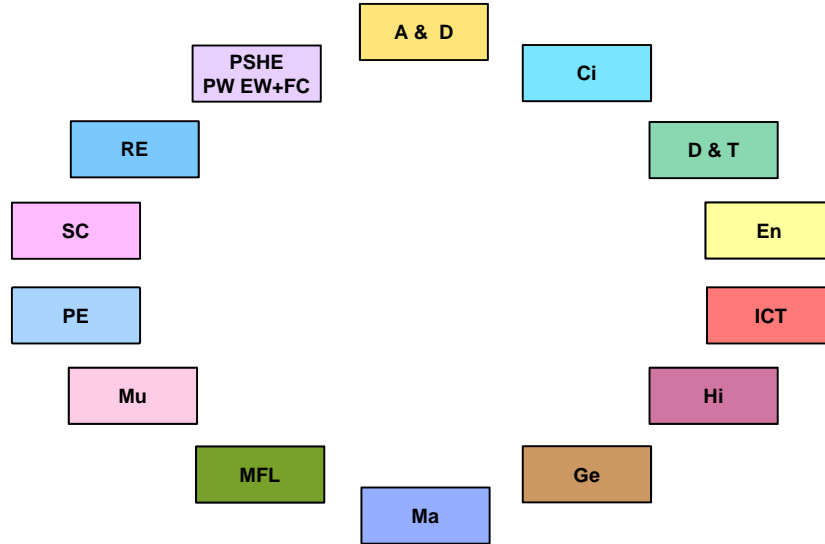 A & D
PSHE
PW EW+FC
Ci
RE
D & T
SC
En
PE
ICT
Mu
Hi
MFL
Ge
Ma